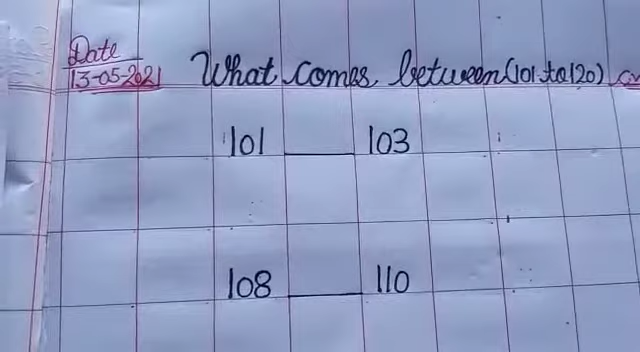 Date
13-05-2021 What comes between (101 to 120)
101 ___ 103
108 ___ 110